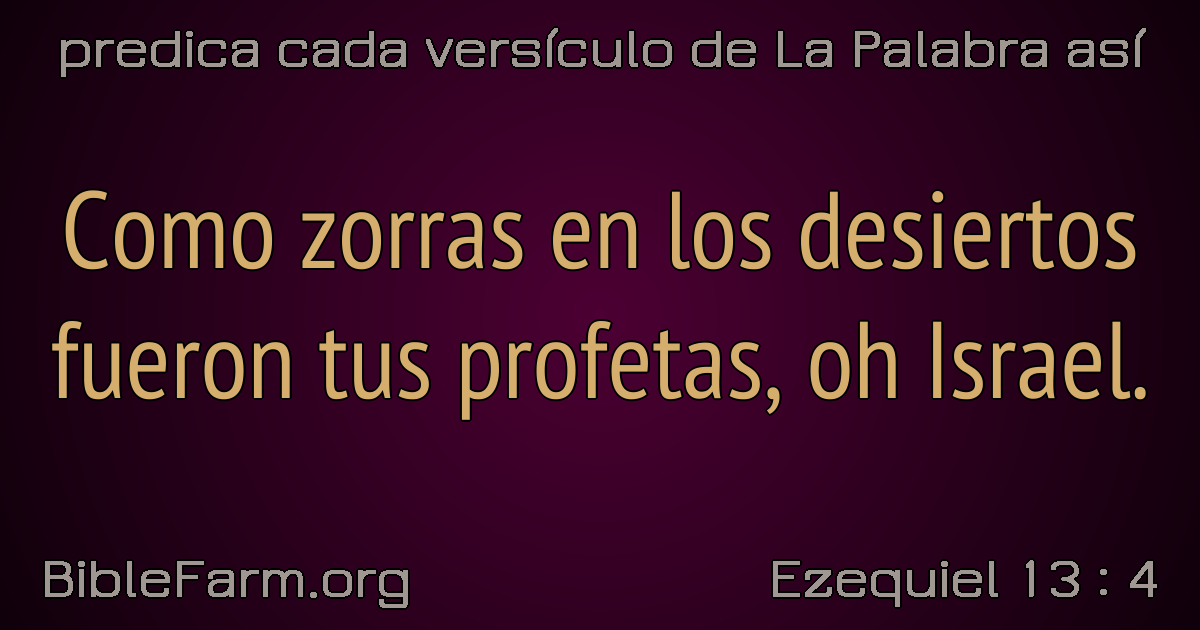 predica cada versículo de La Palabra así
Como zorras en los desiertos
fueron tus profetas, oh Israel.
BibleFarm.org
Ezequiel 13 : 4